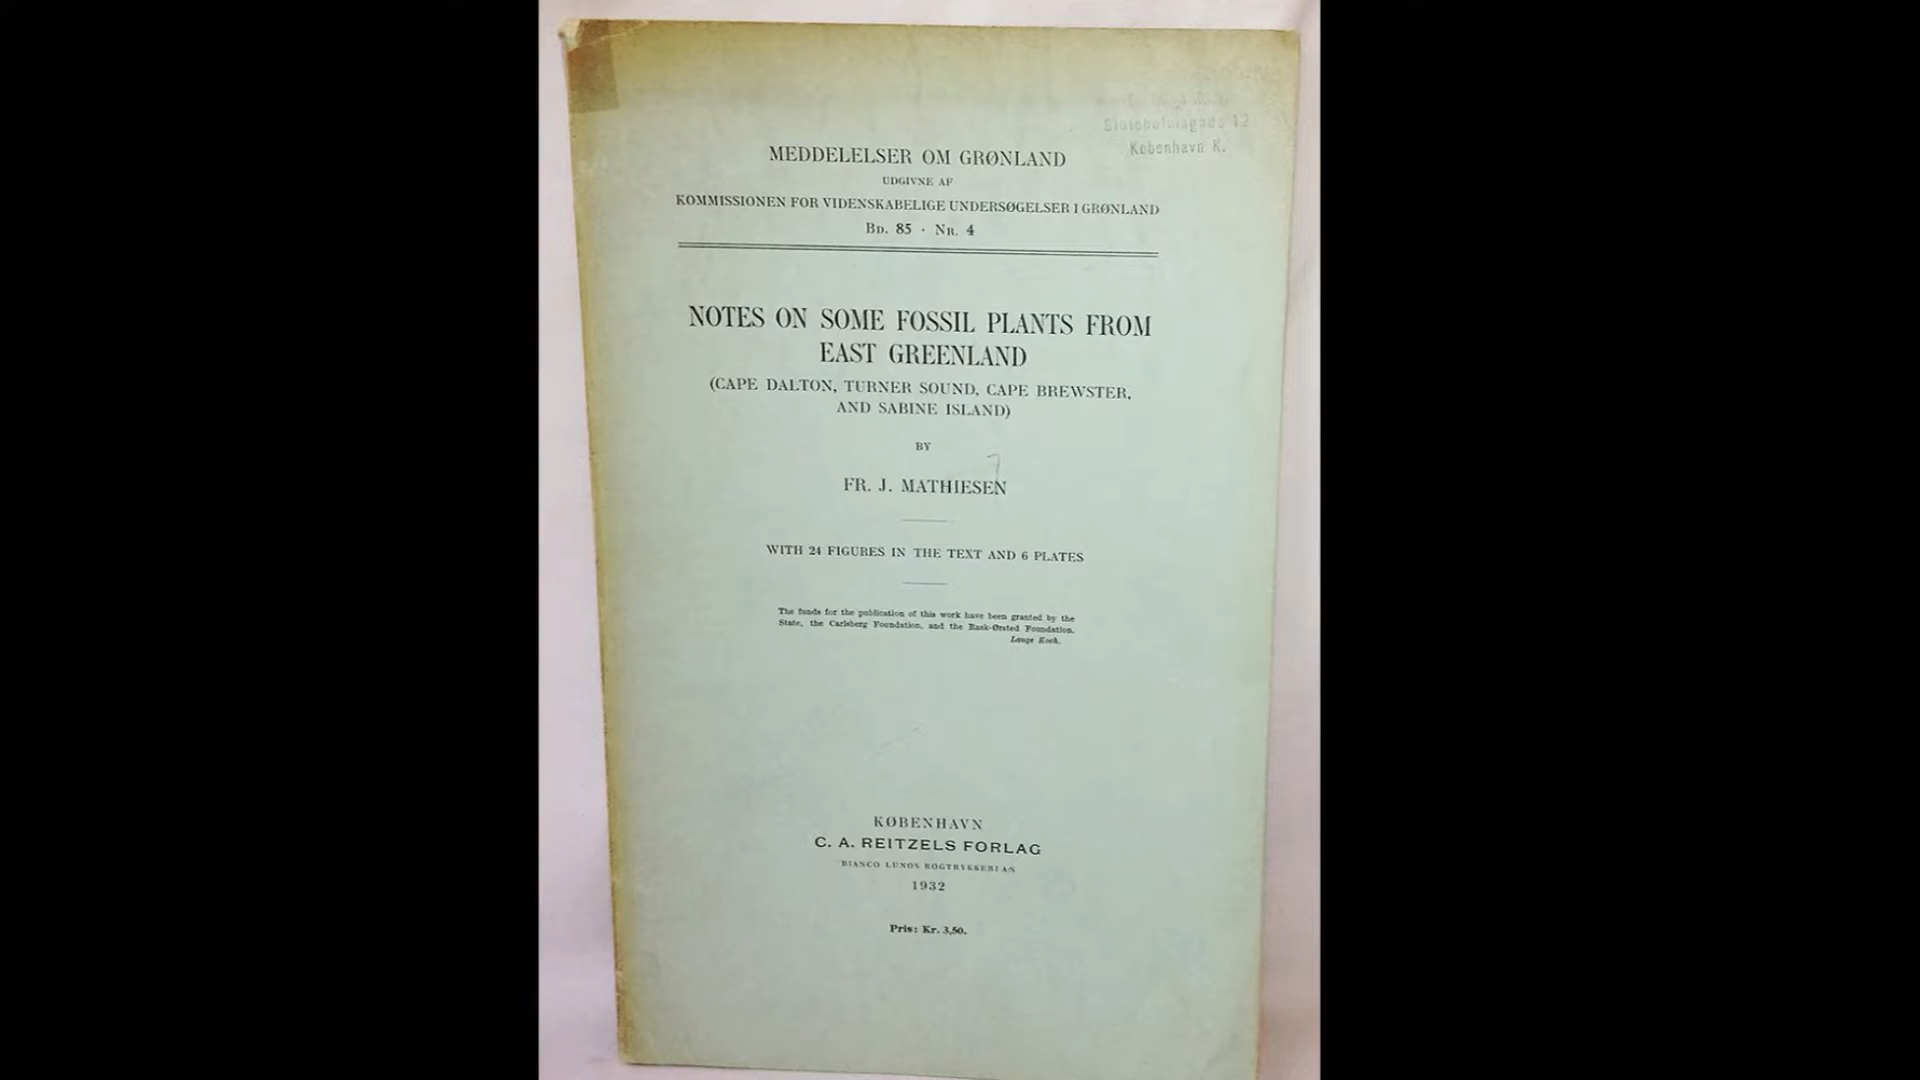 København K.
MEDDELELSER OM GRØNLAND
UDGIVNE AF
KOMMISSIONEN FOR VIDENSKABELIGE UNDERSØGELSER I GRØNLAND
BD. 85 · NR. 4
NOTES ON SOME FOSSIL PLANTS FROM
EAST GREENLAND
(CAPE DALTON, TURNER SOUND, CAPE BREWSTER,
AND SABINE ISLAND)
BY
FR. J. MATHIESEN
WITH 24 FIGURES IN THE TEXT AND 6 PLATES
The funds for the publication of this work have been granted by the
State, the Carlsberg Foundation, and the Rask-Ørsted Foundation.
Lauge Koch.
KØBENHAVN
C. A. REITZELS FORLAG
BIANCO LUNOS BOGTRYKKERI A/S
1932
Pris: Kr. 3,50.